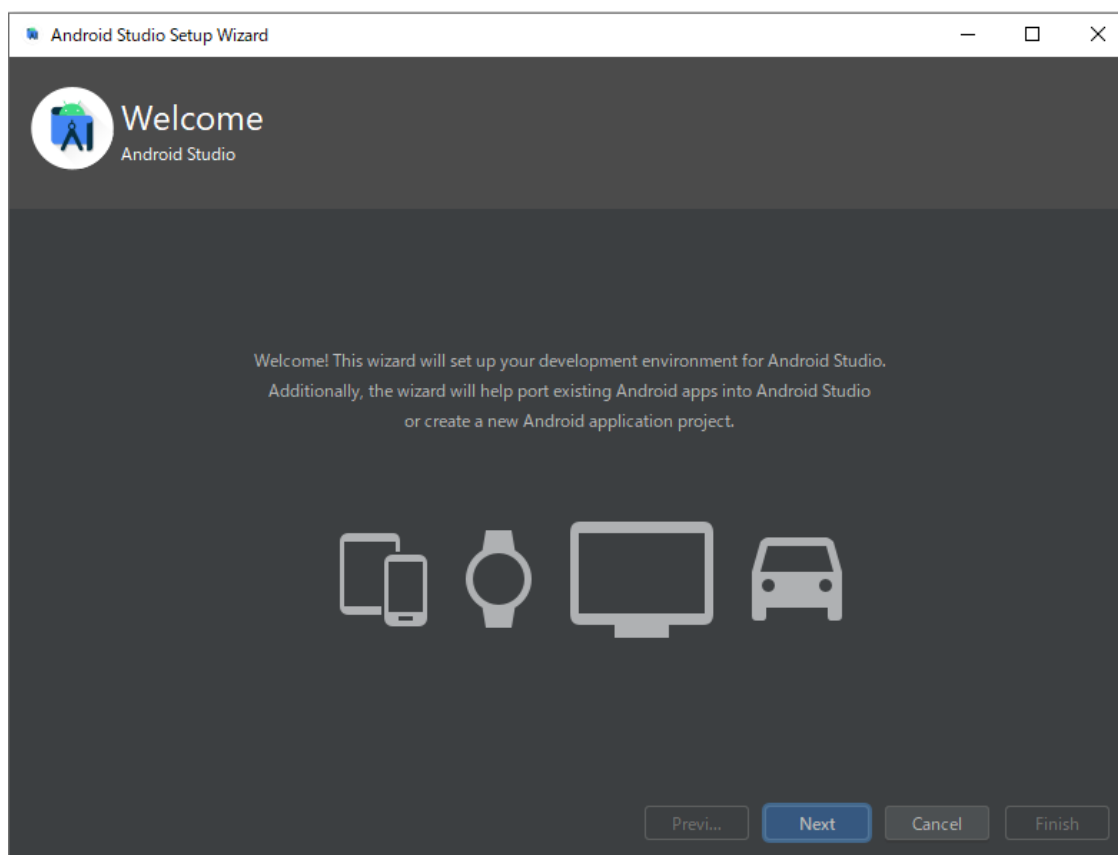 Android Studio Setup Wizard
Welcome
Android Studio
Welcome! This wizard will set up your development environment for Android Studio.
Additionally, the wizard will help port existing Android apps into Android Studio
or create a new Android application project.
Previ... Next Cancel Finish